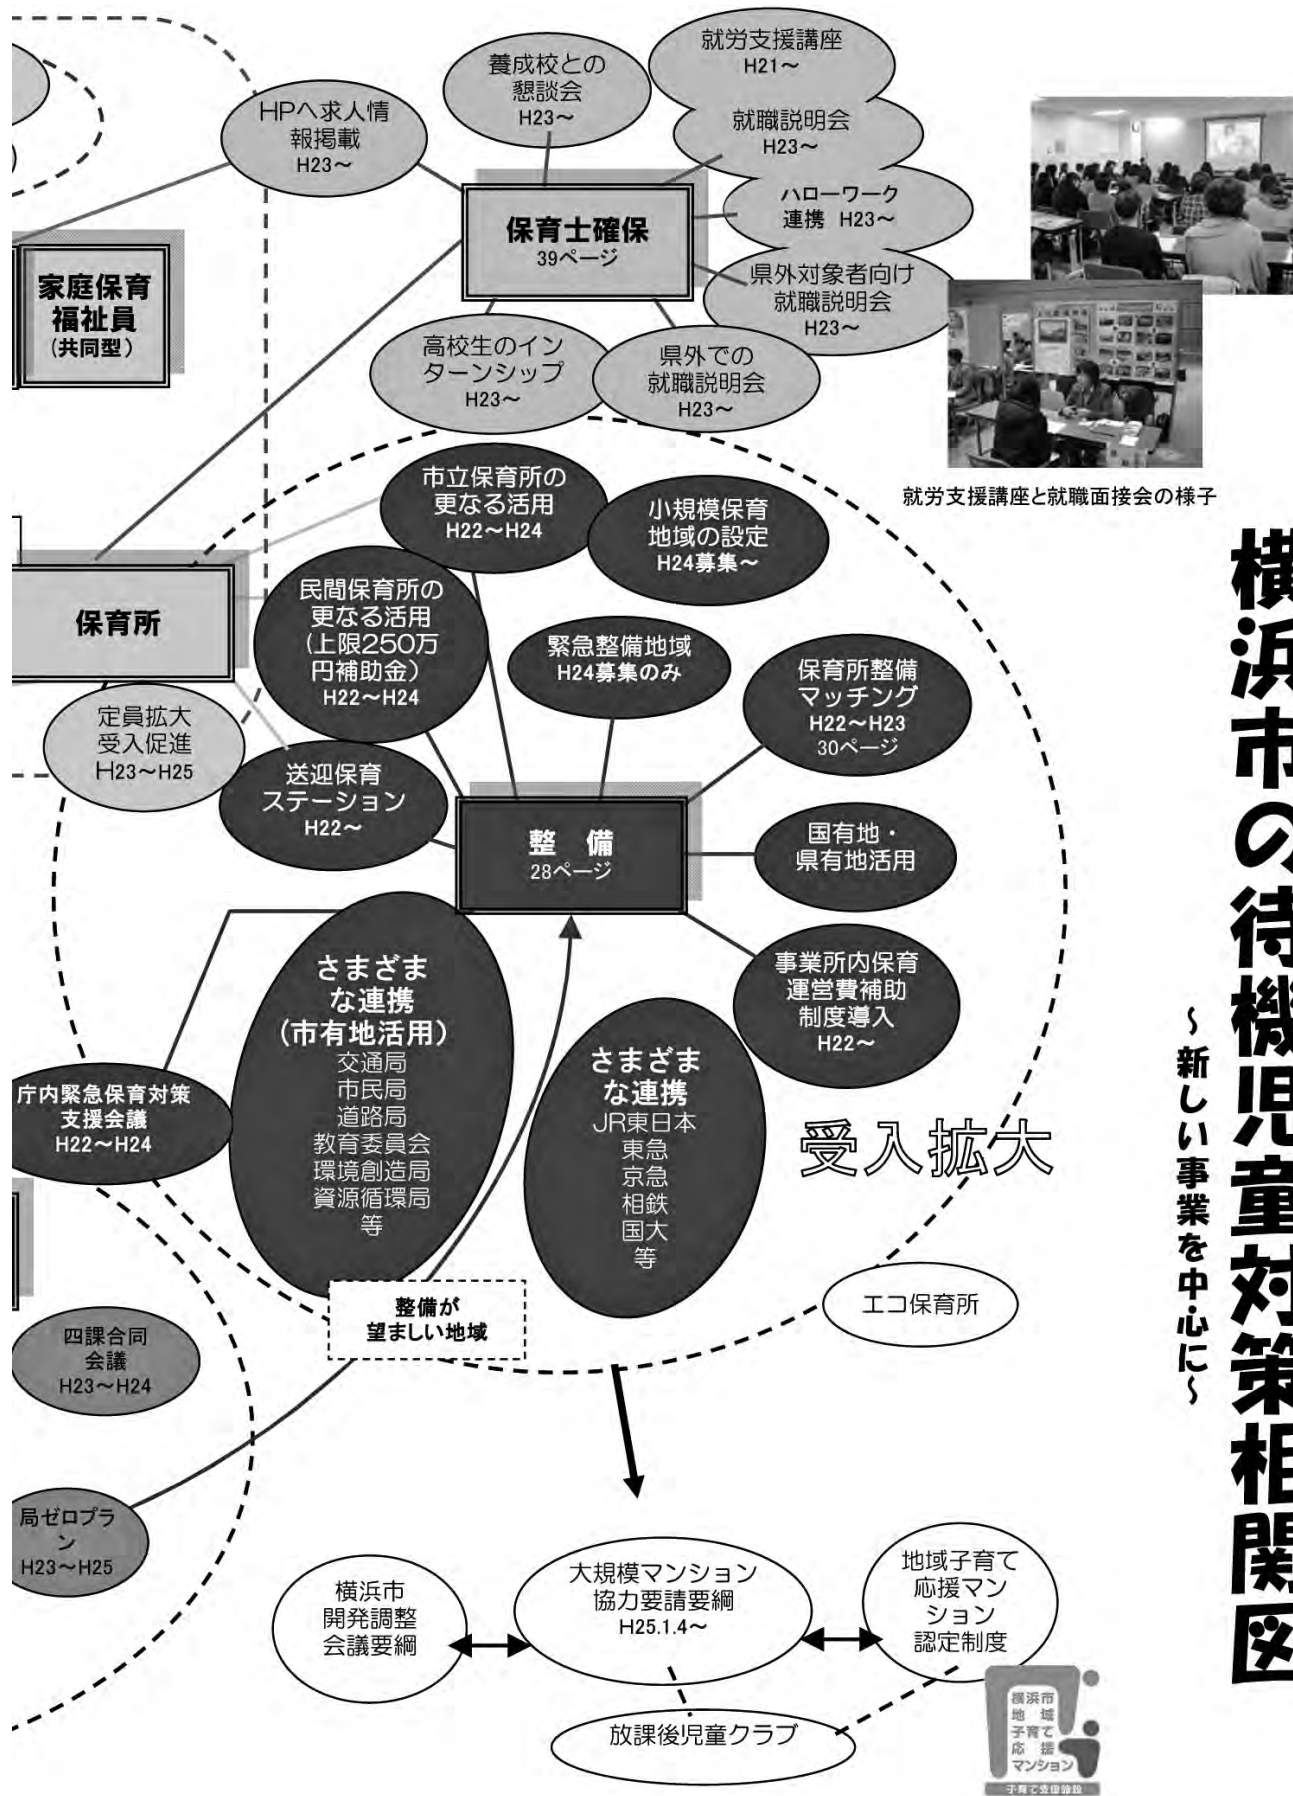 横浜市の待機児童対策相関図
～新しい事業を中心に～
就労支援講座
H21～
養成校との
懇談会
H23～
HPへ求人情
報掲載
H23～
就職説明会
H23～
ハローワーク
連携 H23～
保育士確保
39ページ
県外対象者向け
就職説明会
H23～
家庭保育
福祉員
(共同型)
高校生のイン
ターンシップ
H23～
県外での
就職説明会
H23～
就労支援講座と就職面接会の様子
市立保育所の
更なる活用
H22～H24
小規模保育
地域の設定
H24募集～
保育所
民間保育所の
更なる活用
(上限250万
円補助金)
H22～H24
緊急整備地域
H24募集のみ
保育所整備
マッチング
H22～H23
30ページ
定員拡大
受入促進
H23～H25
送迎保育
ステーション
H22～
整 備
28ページ
国有地・
県有地活用
さまざま
な連携
(市有地活用)
交通局
市民局
道路局
教育委員会
環境創造局
資源循環局
等
事業所内保育
運営費補助
制度導入
H22～
さまざま
な連携
JR東日本
東急
京急
相鉄
国大
等
庁内緊急保育対策
支援会議
H22～H24
受入拡大
整備が
望ましい地域
エコ保育所
四課合同
会議
H23～H24
局ゼロプラ
ン
H23～H25
横浜市
開発調整
会議要綱
大規模マンション
協力要請要綱
H25.1.4～
地域子育て
応援マン
ション
認定制度
放課後児童クラブ
横浜市
地 域
子育て
応 援
マンション
子育て支援施設